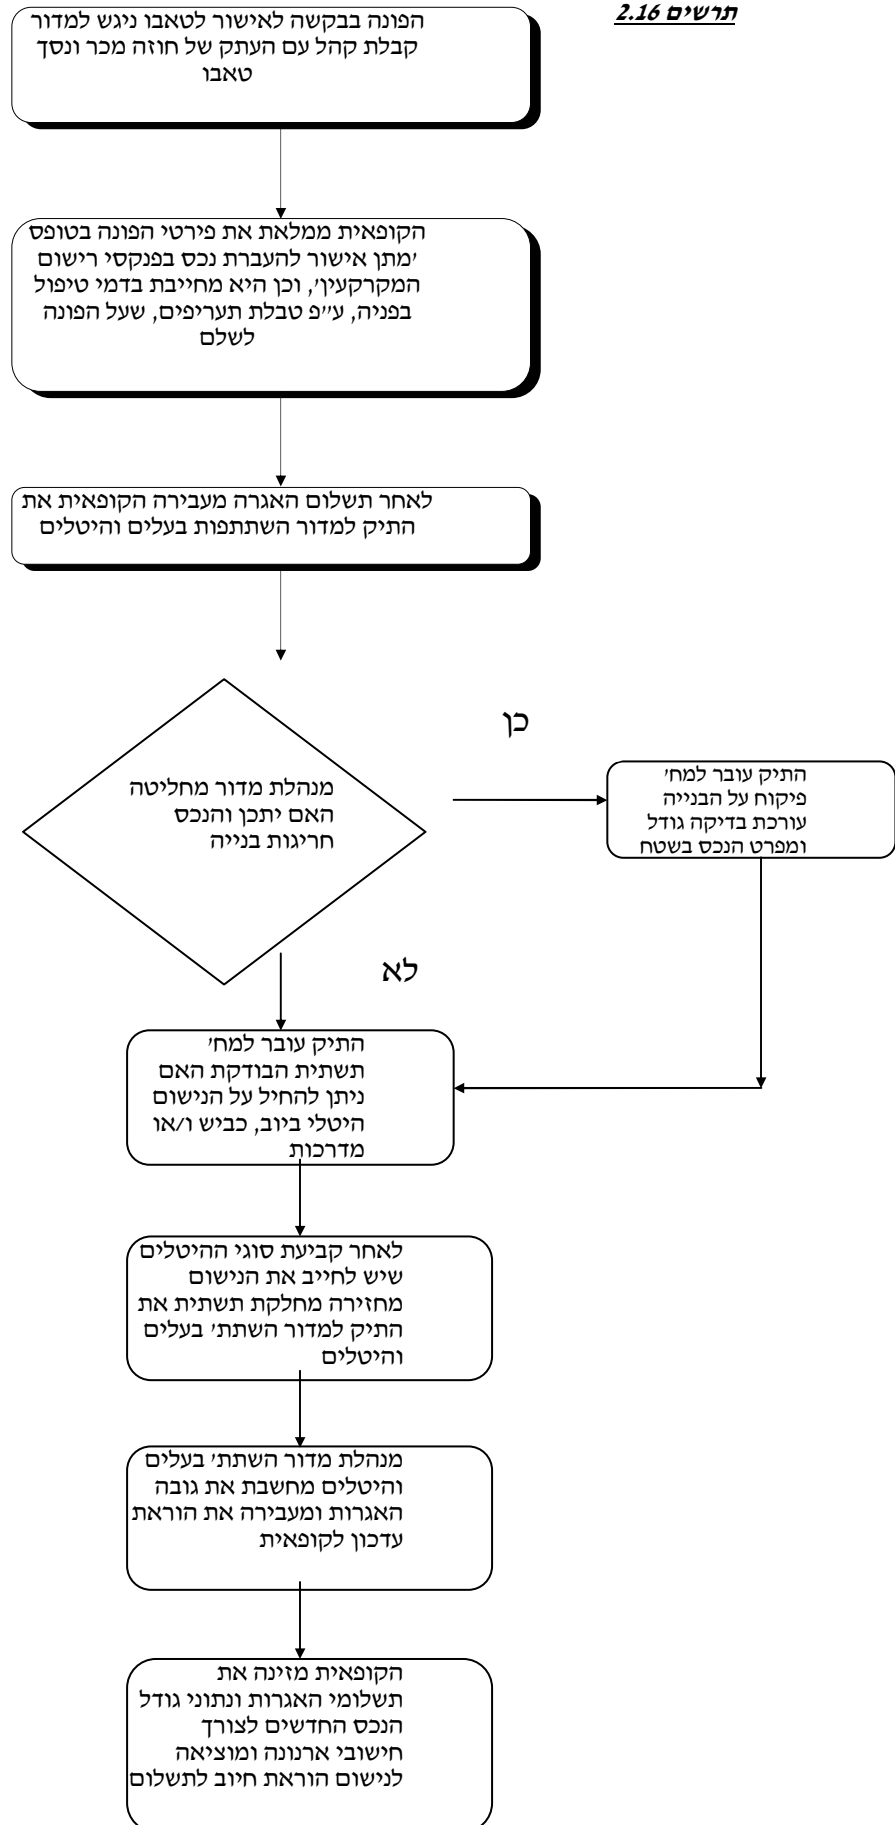 תרשים 2.16
הפונה בבקשה לאישור לטאבו ניגש למדור
קבלת קהל עם העתק של חוזה מכר ונסך
טאבו
הקופאית ממלאת את פירטי הפונה בטופס
'מתן אישור להעברת נכס בפנקסי רישום
המקרקעין', וכן היא מחייבת בדמי טיפול
בפניה, ע״פ טבלת תעריפים, שעל הפונה
לשלם
לאחר תשלום האגרה מעבירה הקופאית את
התיק למדור השתתפות בעלים והיטלים
מנהלת מדור מחליטה
האם יתכן והנכס
חריגות בנייה
כן
התיק עובר למח'
פיקוח על הבנייה
עורכת בדיקה גודל
ומפרט הנכס בשטח
לא
התיק עובר למח'
תשתית הבודקת האם
ניתן להחיל על הנישום
היטלי ביוב, כביש ו/או
מדרכות
לאחר קביעת סוגי ההיטלים
שיש לחייב את הנישום
מחזירה מחלקת תשתית את
התיק למדור השתת' בעלים
והיטלים
מנהלת מדור השתת' בעלים
והיטלים מחשבת את גובה
האגרות ומעבירה את הוראת
עדכון לקופאית
הקופאית מזינה את
תשלומי האגרות ונתוני גודל
הנכס החדשים לצורך
חישובי ארנונה ומוציאה
לנישום הוראת חיוב לתשלום